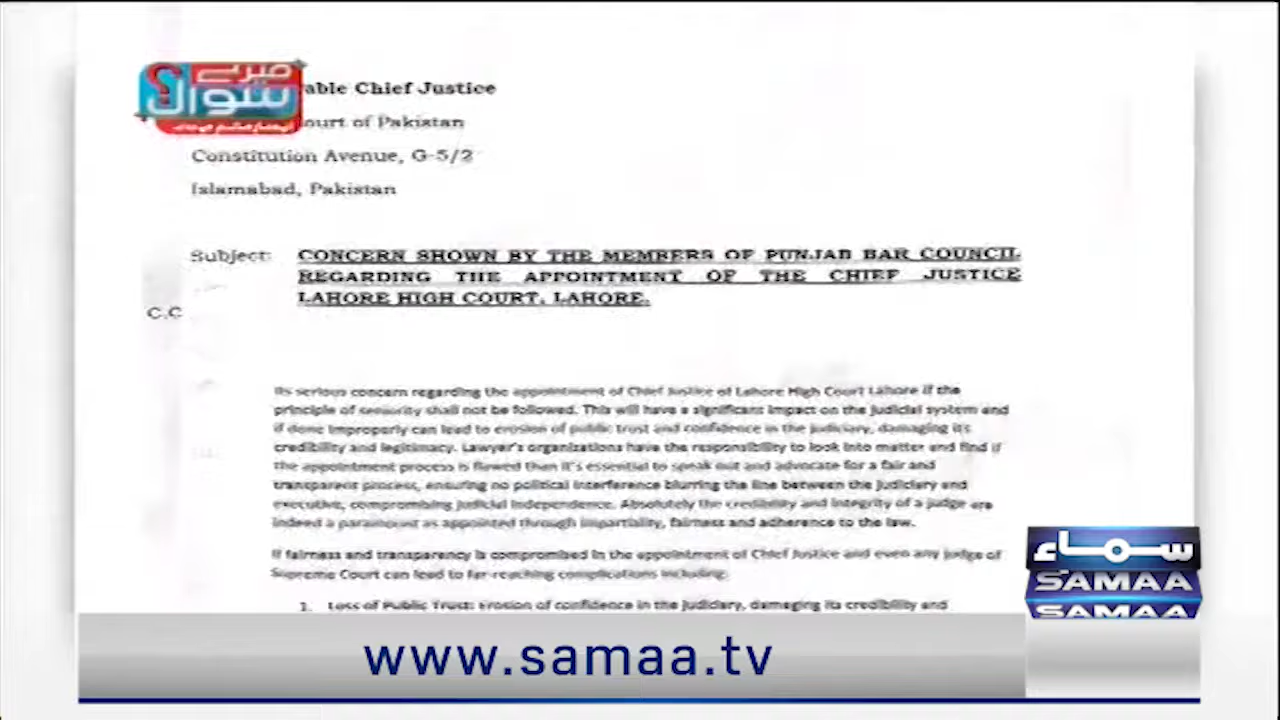 میرے
سوال
?
able Chief Justice
ourt of Pakistan
Constitution Avenue, G-5/2
Islamabad, Pakistan
Subject: CONCERN SHOWN BY THE MEMBERS OF PUNJAB BAR COUNCIL
REGARDING THE APPOINTMENT OF THE CHIEF JUSTICE
LAHORE HIGH COURT, LAHORE.
C.C
Its serious concern regarding the appointment of Chief Justice of Lahore High Court Lahore if the
principle of seniority shall not be followed. This will have a significant impact on the judicial system and
if done improperly can lead to erosion of public trust and confidence in the judiciary, damaging its
credibility and legitimacy. Lawyer's organizations have the responsibility to look into matter and find if
the appointment process is flawed than it's essential to speak out and advocate for a fair and
transparent process, ensuring no political interference blurring the line between the judiciary and
executive, compromising judicial independence. Absolutely the credibility and integrity of a judge are
indeed a paramount as appointed through impartiality, fairness and adherence to the law.
If fairness and transparency is compromised in the appointment of Chief Justice and even any judge of
Supreme Court can lead to far-reaching complications including:
1. Loss of Public Trust: Erosion of confidence in the judiciary, damaging its credibility and
سماء
SAMAA
SAMAA
www.samaa.tv